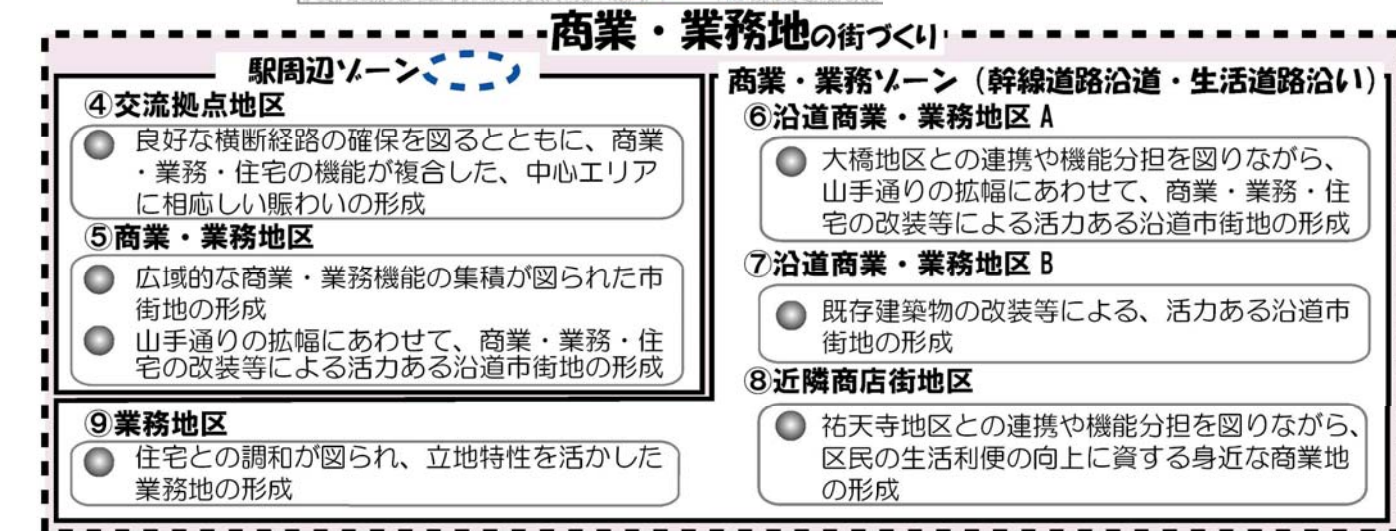 商業・業務地の街づくり
駅周辺ゾーン
④交流拠点地区
良好な横断経路の確保を図るとともに、商業
・業務・住宅の機能が複合した、中心エリア
に相応しい賑わいの形成
⑤商業・業務地区
広域的な商業・業務機能の集積が図られた市
街地の形成
山手通りの拡幅にあわせて、商業・業務・住
宅の改装等による活力ある沿道市街地の形成
⑨業務地区
住宅との調和が図られ、立地特性を活かした
業務地の形成
商業・業務ゾーン（幹線道路沿道・生活道路沿い）
⑥沿道商業・業務地区 A
大橋地区との連携や機能分担を図りながら、
山手通りの拡幅にあわせて、商業・業務・住
宅の改装等による活力ある沿道市街地の形成
⑦沿道商業・業務地区 B
既存建築物の改装等による、活力ある沿道市
街地の形成
⑧近隣商店街地区
祐天寺地区との連携や機能分担を図りながら、
区民の生活利便の向上に資する身近な商業地
の形成